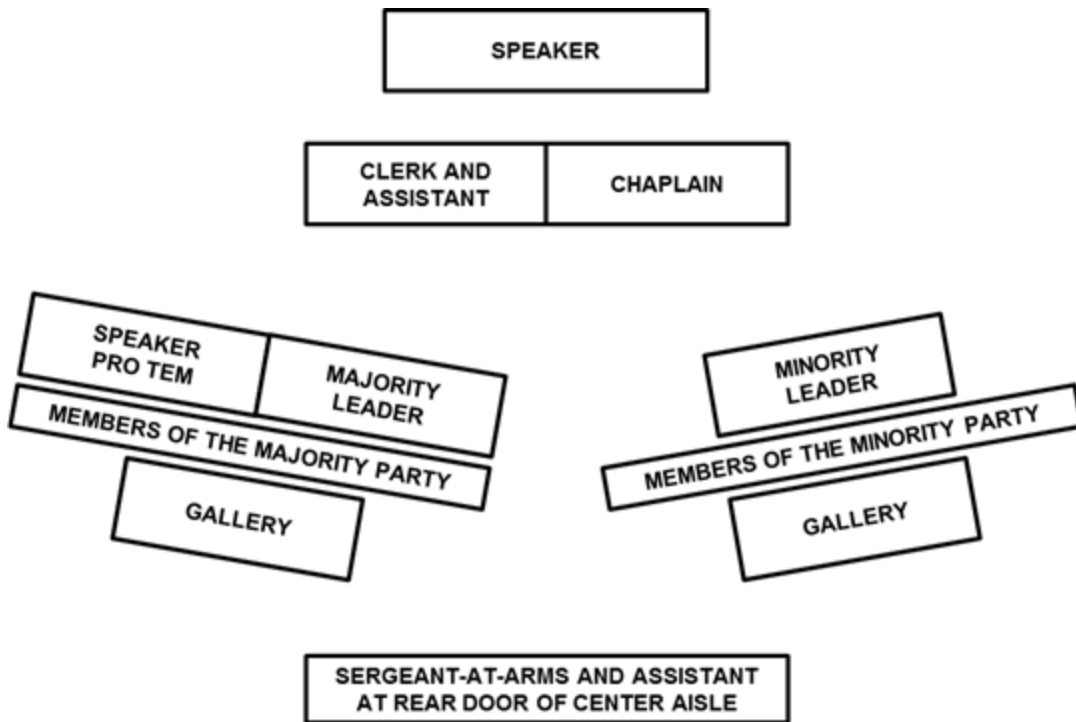 SPEAKER
CLERK AND
ASSISTANT
CHAPLAIN
SPEAKER
PRO TEM
MAJORITY
LEADER
MEMBERS OF THE MAJORITY PARTY
GALLERY
MINORITY
LEADER
MEMBERS OF THE MINORITY PARTY
GALLERY
SERGEANT-AT-ARMS AND ASSISTANT
AT REAR DOOR OF CENTER AISLE